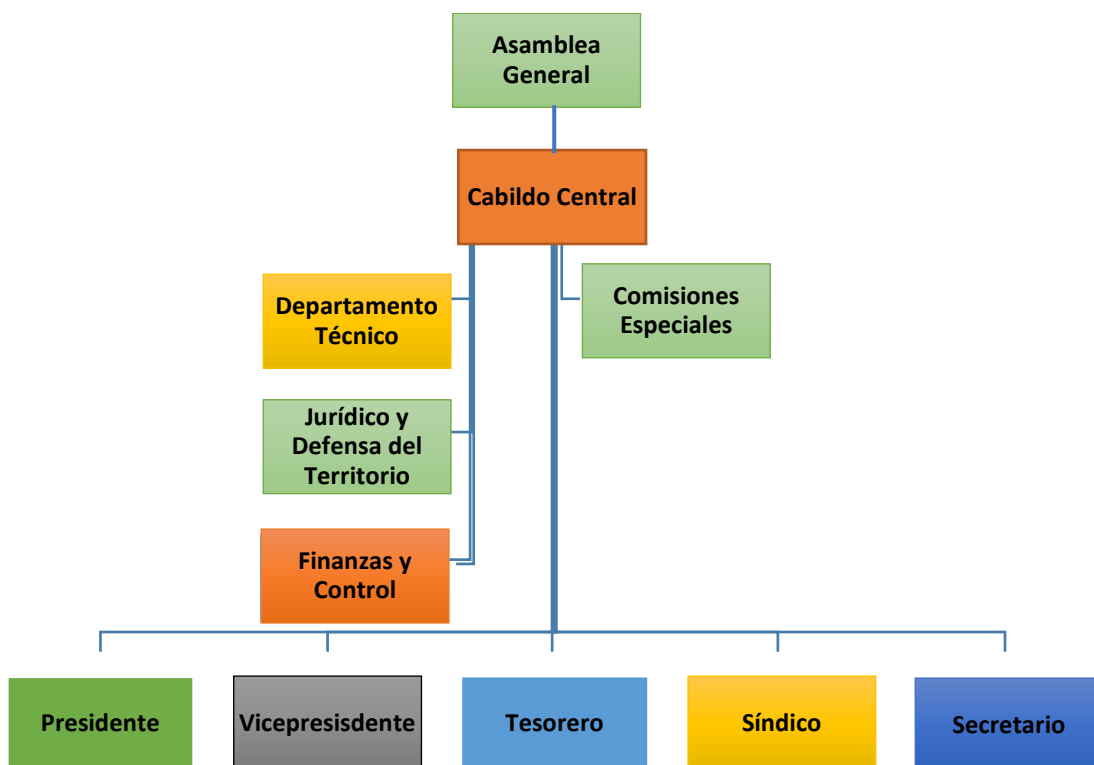 Asamblea
General
Cabildo Central
Departamento
Técnico
Comisiones
Especiales
Jurídico y
Defensa del
Territorio
Finanzas y
Control
Presidente
Vicepresisdente
Tesorero
Síndico
Secretario